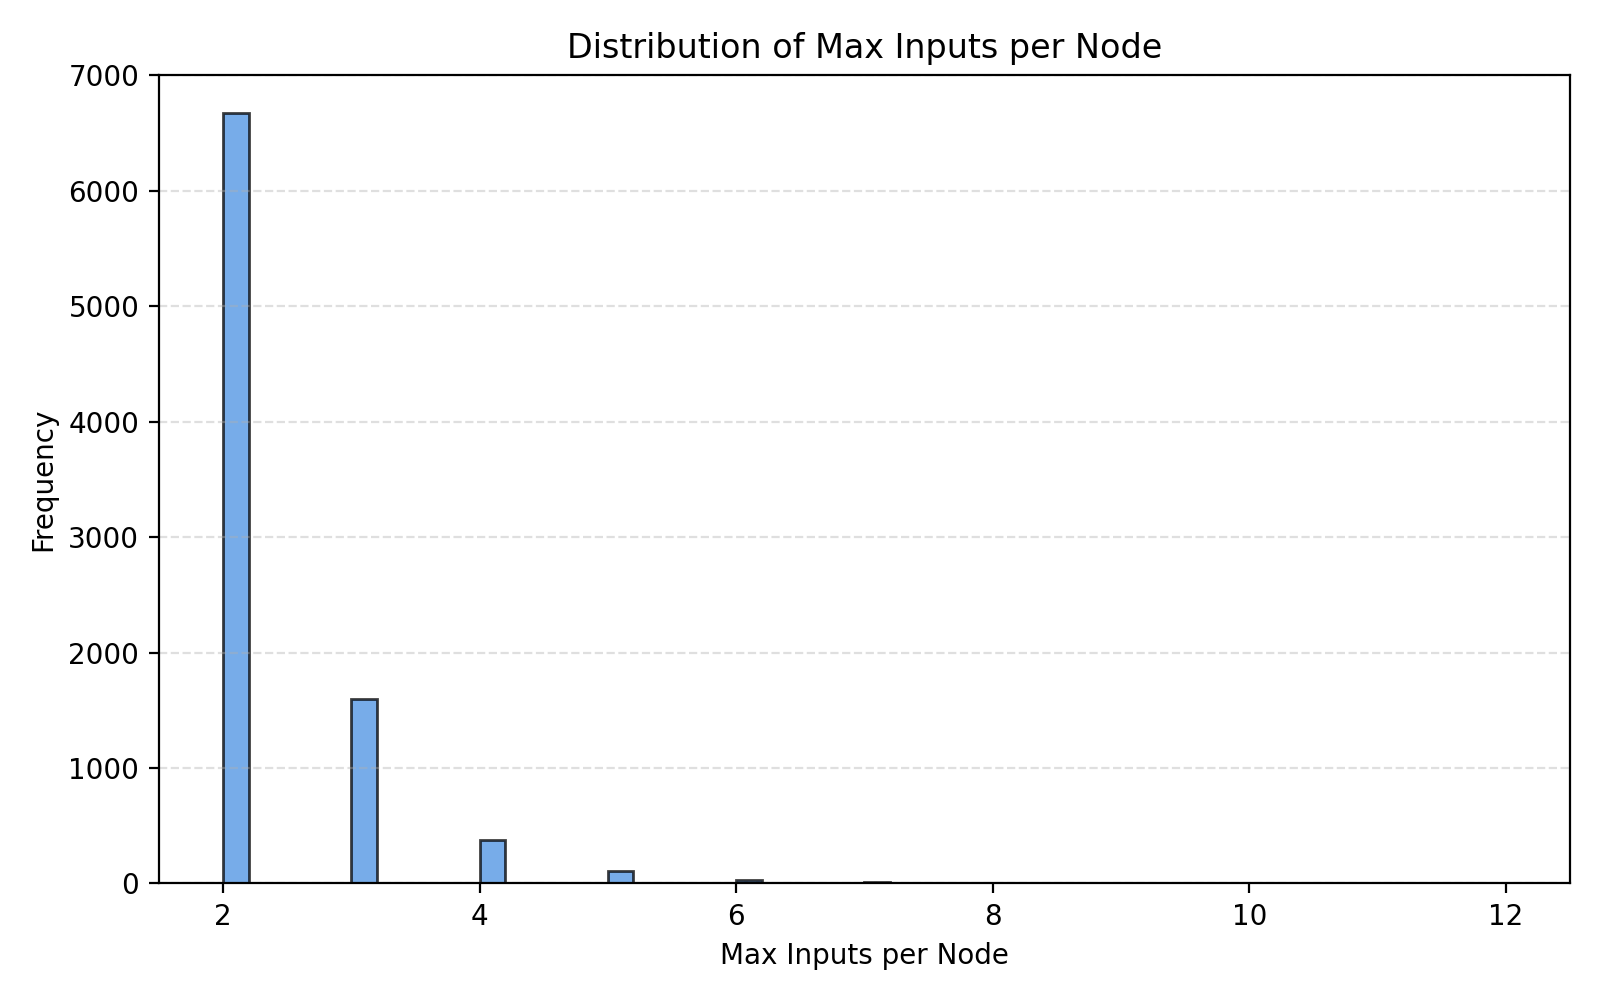 Distribution of Max Inputs per Node
7000
6000
5000
4000
3000
2000
1000
0
Frequency
2 4 6 8 10 12
Max Inputs per Node